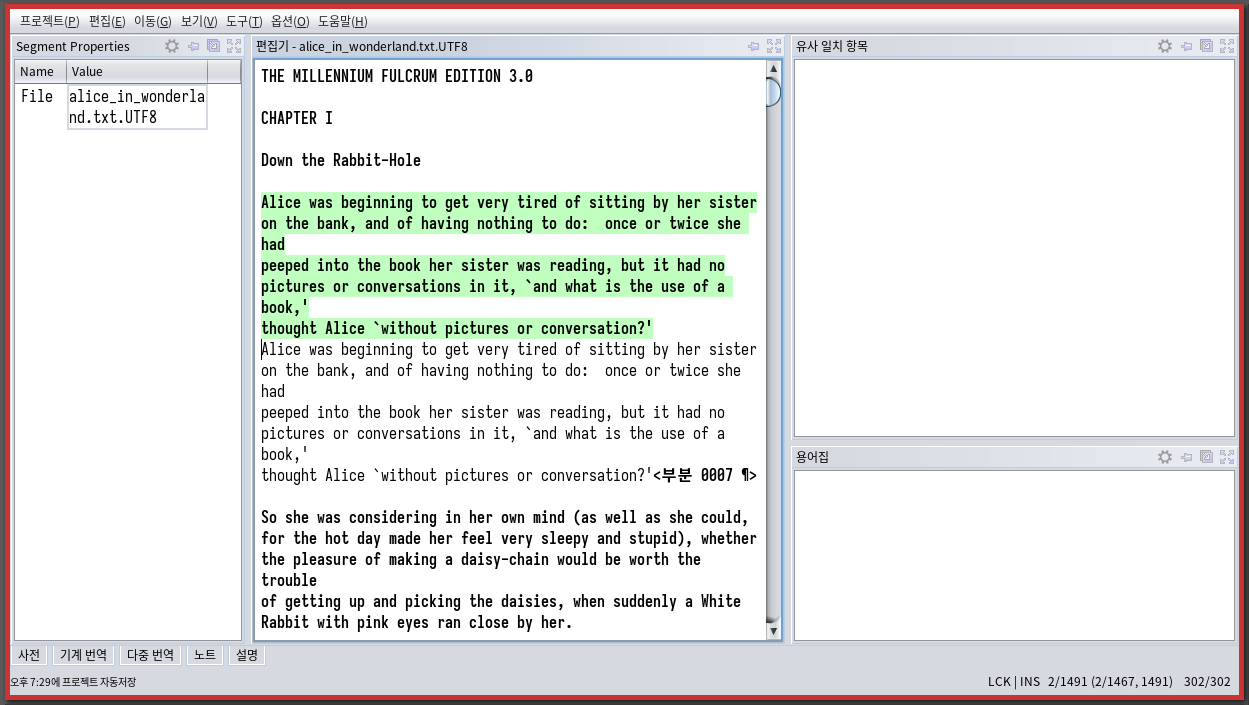 프로젝트(P) 편집(E) 이동(G) 보기(V) 도구(T) 옵션(O) 도움말(H)
Segment Properties
Name Value
File alice_in_wonderla
nd.txt.UTF8
편집기 - alice_in_wonderland.txt.UTF8
THE MILLENNIUM FULCRUM EDITION 3.0
CHAPTER I
Down the Rabbit-Hole
Alice was beginning to get very tired of sitting by her sister
on the bank, and of having nothing to do:  once or twice she
had
peeped into the book her sister was reading, but it had no
pictures or conversations in it, `and what is the use of a
book,'
thought Alice `without pictures or conversation?'
Alice was beginning to get very tired of sitting by her sister
on the bank, and of having nothing to do:  once or twice she
had
peeped into the book her sister was reading, but it had no
pictures or conversations in it, `and what is the use of a
book,'
thought Alice `without pictures or conversation?'<부분 0007 ¶>
So she was considering in her own mind (as well as she could,
for the hot day made her feel very sleepy and stupid), whether
the pleasure of making a daisy-chain would be worth the
trouble
of getting up and picking the daisies, when suddenly a White
Rabbit with pink eyes ran close by her.
유사 일치 항목
용어집
사전 기계 번역 다중 번역 노트 설명
오후 7:29에 프로젝트 자동저장
LCK | INS 2/1491 (2/1467, 1491) 302/302